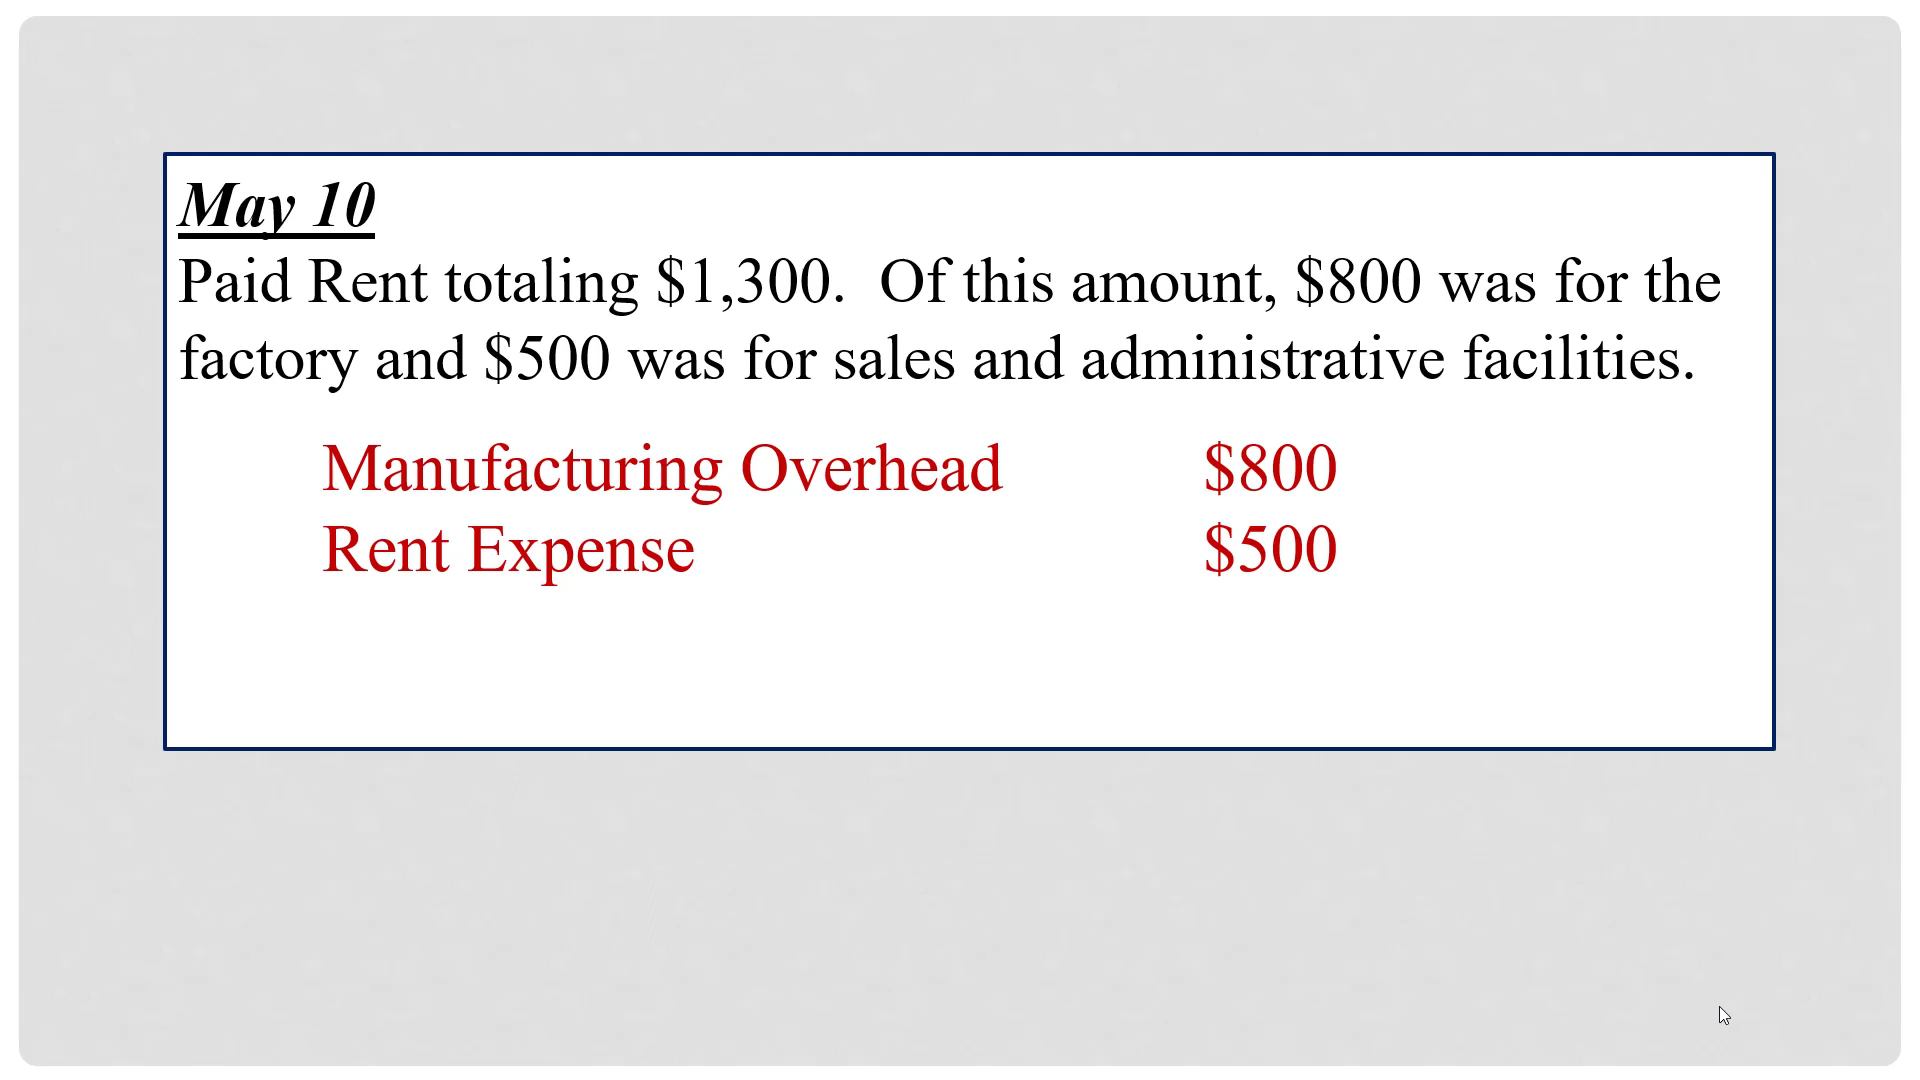 May 10
Paid Rent totaling $1,300.  Of this amount, $800 was for the
factory and $500 was for sales and administrative facilities.
Manufacturing Overhead $800
Rent Expense $500